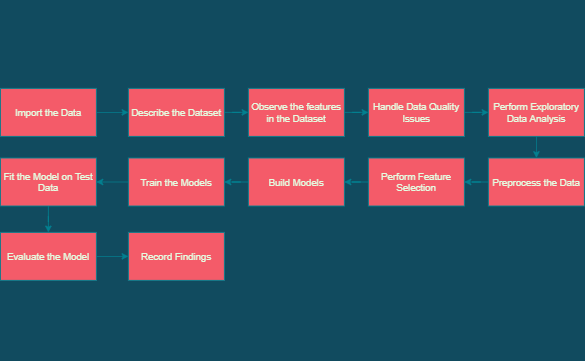 Import the Data
Describe the Dataset
Observe the features
in the Dataset
Handle Data Quality
Issues
Perform Exploratory
Data Analysis
Preprocess the Data
Perform Feature
Selection
Build Models
Train the Models
Fit the Model on Test
Data
Evaluate the Model
Record Findings